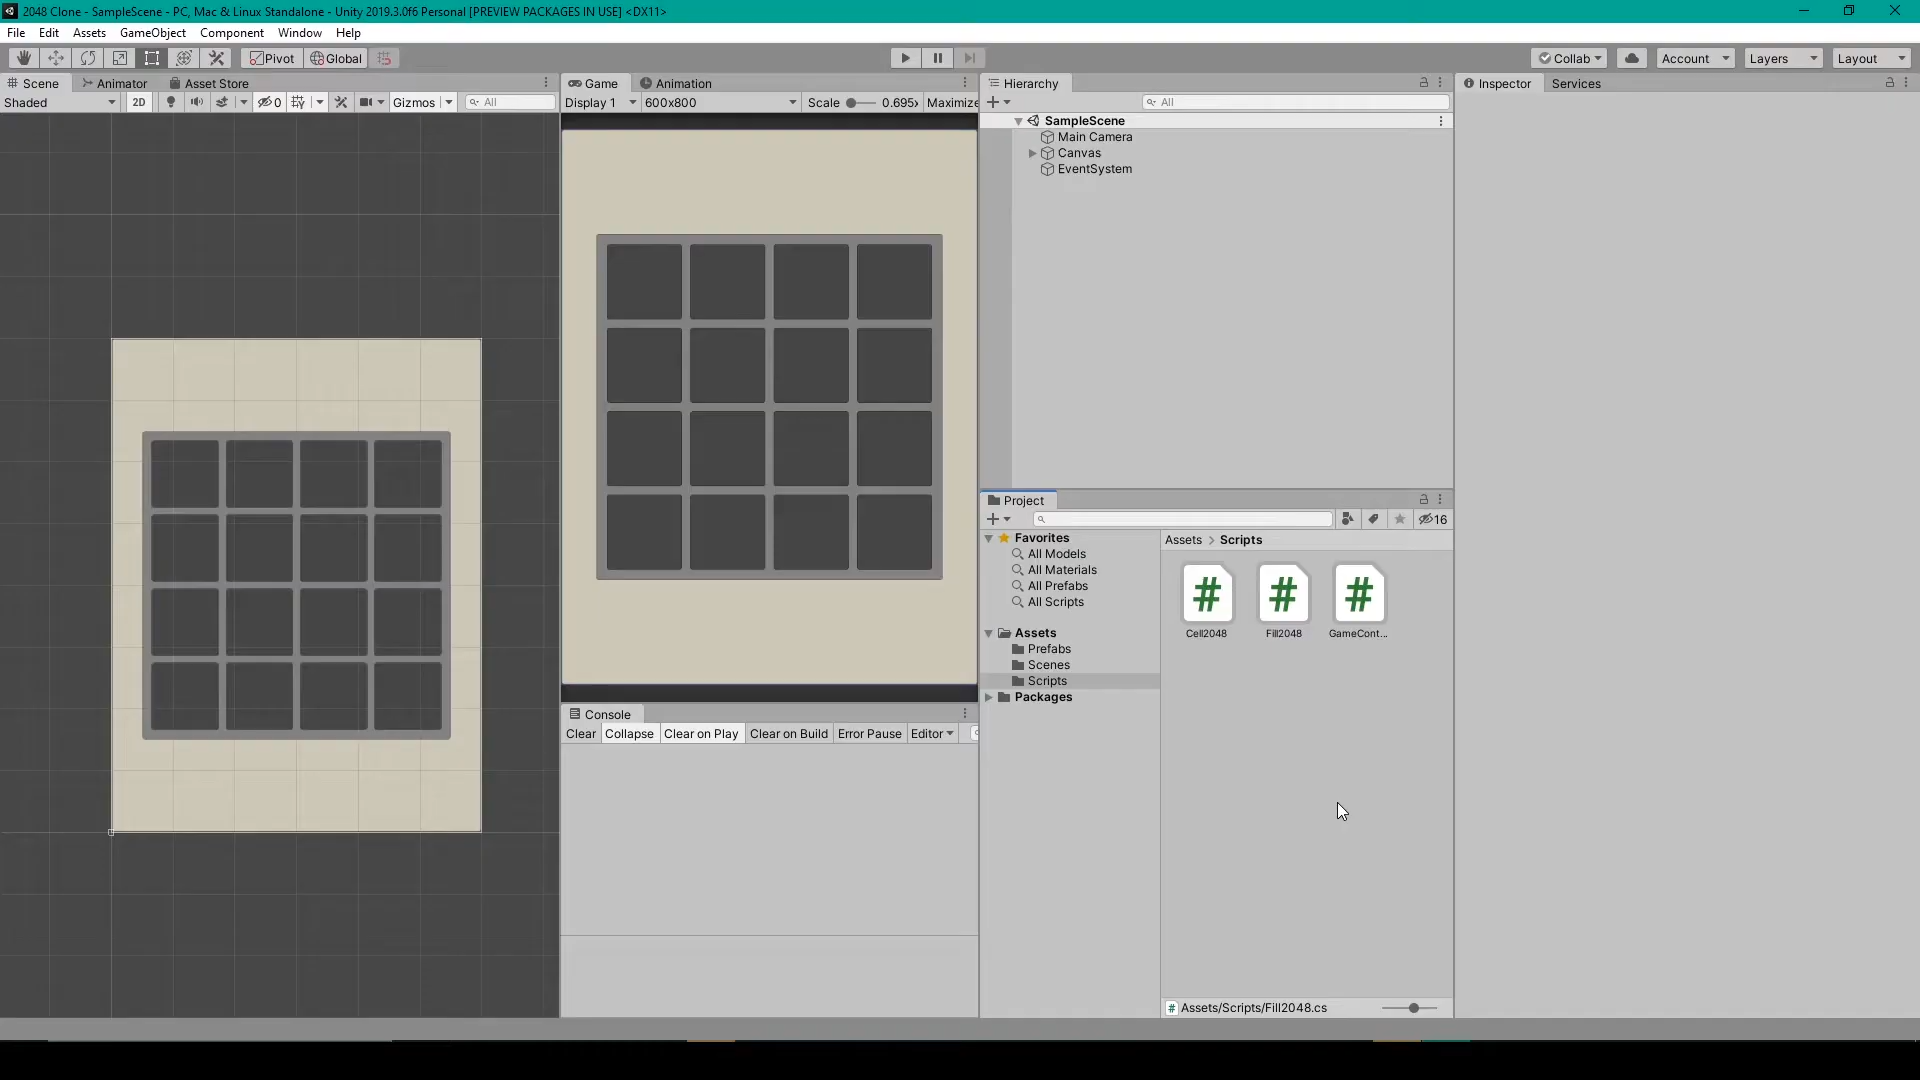 2048 Clone - SampleScene - PC, Mac & Linux Standalone - Unity 2019.3.0f6 Personal [PREVIEW PACKAGES IN USE] <DX11>
File Edit Assets GameObject Component Window Help
Pivot Global Collab Account Layers Layout
Scene Animator Asset Store
Shaded 2D 0 Gizmos All
Game Animation
Display 1 600x800 Scale 0.695x Maximize
Hierarchy
All
SampleScene
Main Camera
Canvas
EventSystem
Inspector Services
Project
16
Favorites
All Models
All Materials
All Prefabs
All Scripts
Assets
Prefabs
Scenes
Scripts
Packages
Assets > Scripts
Cell2048 Fill2048 GameCont...
Assets/Scripts/Fill2048.cs
Console
Clear Collapse Clear on Play Clear on Build Error Pause Editor